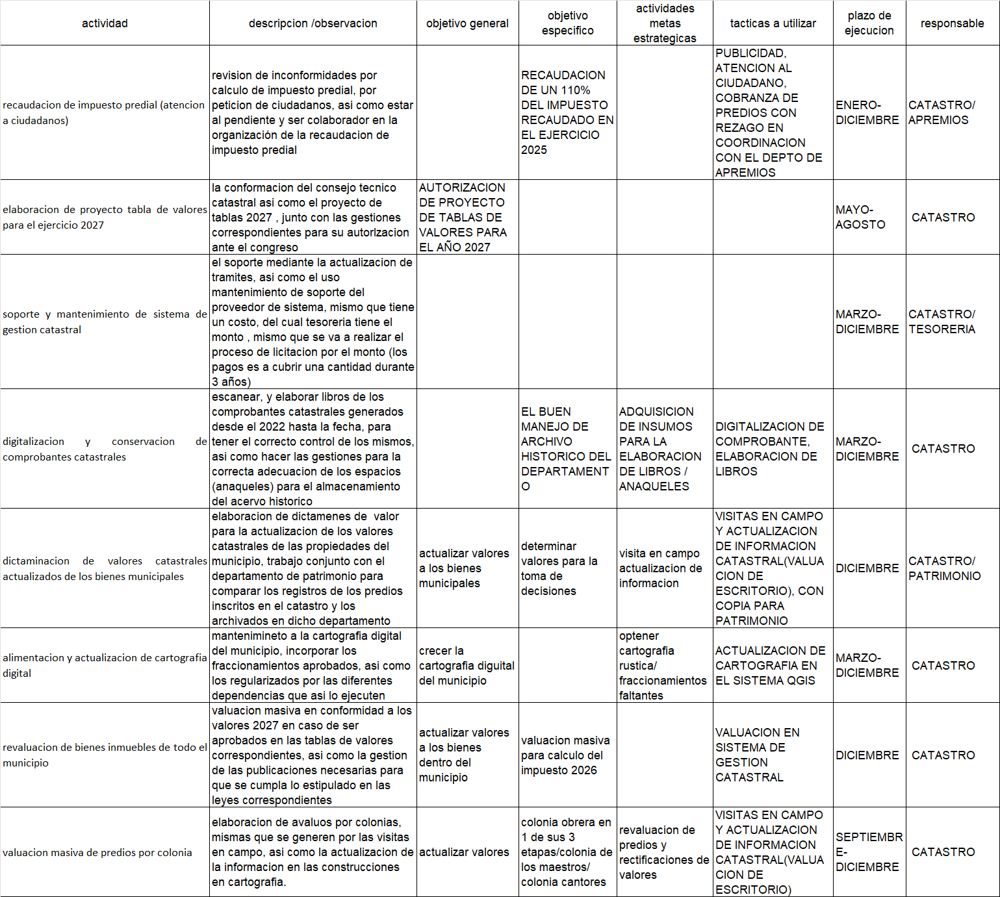 actividad
descripcion /observacion
objetivo general
objetivo
especifico
actividades
metas
estrategicas
tacticas a utilizar
plazo de
ejecucion
responsable
recaudacion de impuesto predial (atencion
a ciudadanos)
revision de inconformidades por
calculo de impuesto predial, por
peticion de ciudadanos, asi como estar
al pendiente y ser colaborador en la
organización de la recaudacion de
impuesto predial
RECAUDACION
DE UN 110%
DEL IMPUESTO
RECAUDADO EN
EL EJERCICIO
2025
PUBLICIDAD,
ATENCION AL
CIUDADANO,
COBRANZA DE
PREDIOS CON
REZAGO EN
COORDINACION
CON EL DEPTO DE
APREMIOS
ENERO-
DICIEMBRE
CATASTRO/
APREMIOS
elaboracion de proyecto tabla de valores
para el ejercicio 2027
la conformacion del consejo tecnico
catastral asi como el proyecto de
tablas 2027 , junto con las gestiones
correspondientes para su autorIzacion
ante el congreso
AUTORIZACION
DE PROYECTO
DE TABLAS DE
VALORES PARA
EL AÑO 2027
MAYO-
AGOSTO
CATASTRO
soporte y mantenimiento de sistema de
gestion catastral
el soporte mediante la actualizacion de
tramites, asi como el uso
mantenimiento de soporte del
proveedor de sistema, mismo que tiene
un costo, del cual tesoreria tiene el
monto , mismo que se va a realizar el
proceso de licitacion por el monto (los
pagos es a cubrir una cantidad durante
3 años)
MARZO-
DICIEMBRE
CATASTRO/
TESORERIA
digitalizacion y conservacion de
comprobantes catastrales
escanear, y elaborar libros de los
comprobantes catastrales generados
desde el 2022 hasta la fecha, para
tener el correcto control de los mismos,
asi como hacer las gestiones para la
correcta adecuacion de los espacios
(anaqueles) para el almacenamiento
del acervo historico
EL BUEN
MANEJO DE
ARCHIVO
HISTORICO DEL
DEPARTAMENT
O
ADQUISICION
DE INSUMOS
PARA LA
ELABORACION
DE LIBROS /
ANAQUELES
DIGITALIZACION DE
COMPROBANTE,
ELABORACION DE
LIBROS
MARZO-
DICIEMBRE
CATASTRO
dictaminacion de valores catastrales
actualizados de los bienes municipales
elaboracion de dictamenes de  valor
para la actualizacion de los valores
catastrales de las propiedades del
municipio, trabajo conjunto con el
departamento de patrimonio para
comparar los registros de los predios
inscritos en el catastro y los
archivados en dicho departamento
actualizar valores
a los bienes
municipales
determinar
valores para la
toma de
decisiones
visita en campo
actualizacion de
informacion
VISITAS EN CAMPO
Y ACTUALIZACION
DE INFORMACION
CATASTRAL(VALUA
CION DE
ESCRITORIO), CON
COPIA PARA
PATRIMONIO
DICIEMBRE
CATASTRO/
PATRIMONIO
alimentacion y actualizacion de cartografia
digital
mantenimineto a la cartografia digital
del municipio, incorporar los
fraccionamientos aprobados, asi como
los regularizados por las diferentes
dependencias que asi lo ejecuten
crecer la
cartografia diguital
del municipio
optener
cartografia
rustica/
fraccionamientos
faltantes
ACTUALIZACION DE
CARTOGRAFIA EN
EL SISTEMA QGIS
MARZO-
DICIEMBRE
CATASTRO
revaluacion de bienes inmuebles de todo el
municipio
valuacion masiva en conformidad a los
valores 2027 en caso de ser
aprobados en las tablas de valores
correspondientes, asi como la gestion
de las publicaciones necesarias para
que se cumpla lo estipulado en las
leyes correspondientes
actualizar valores
a los bienes
dentro del
municipio
valuacion masiva
para calculo del
impuesto 2026
VALUACION EN
SISTEMA DE
GESTION
CATASTRAL
DICIEMBRE
CATASTRO
valuacion masiva de predios por colonia
elaboracion de avaluos por colonias,
mismas que se generen por las visitas
en campo, asi como la actualizacion de
la informacion en las construcciones
en cartografia.
actualizar valores
colonia obrera en
1 de sus 3
etapas/colonia de
los maestros/
colonia cantores
revaluacion de
predios y
rectificaciones de
valores
VISITAS EN CAMPO
Y ACTUALIZACION
DE INFORMACION
CATASTRAL(VALUA
CION DE
ESCRITORIO)
SEPTIEMBR
E-
DICIEMBRE
CATASTRO